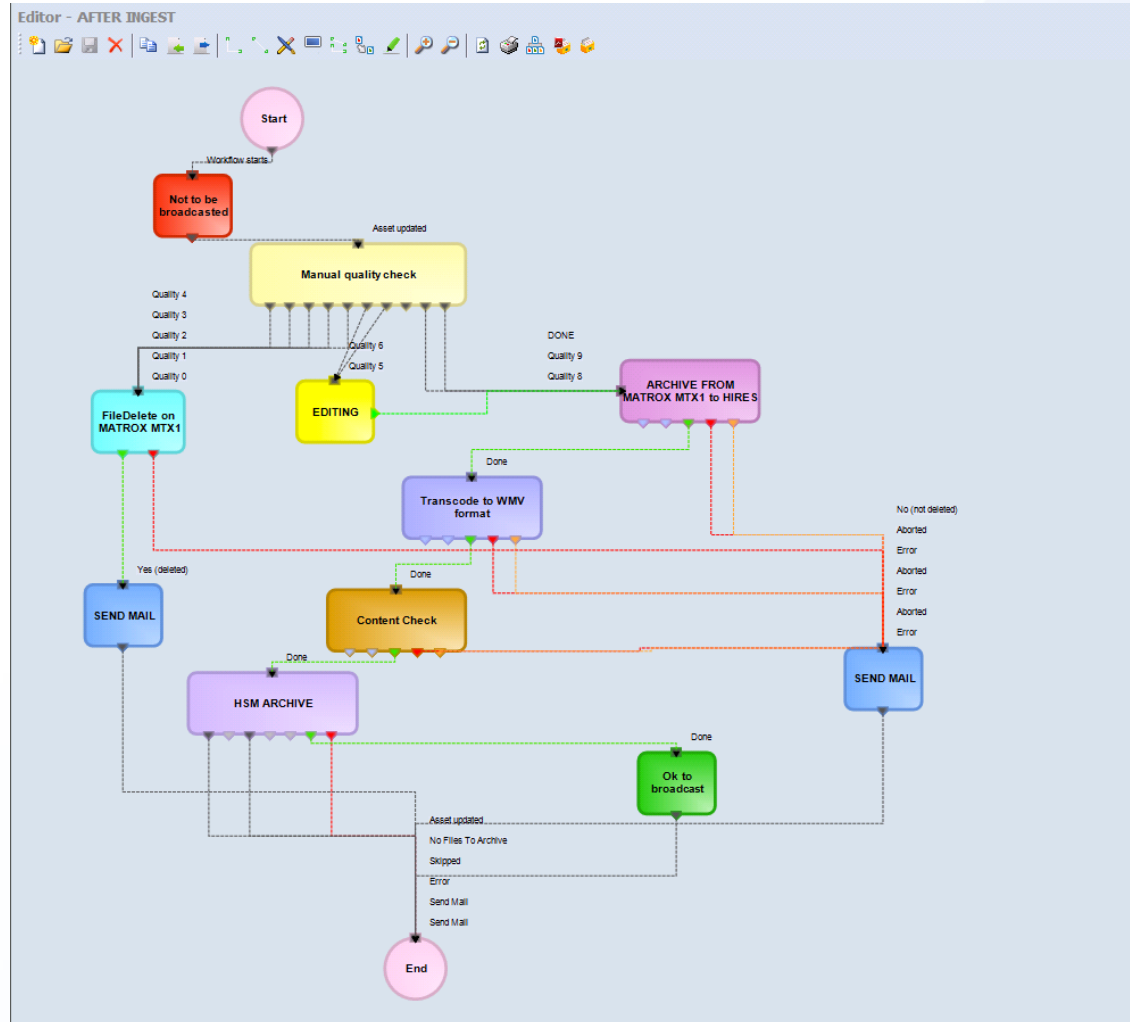 Editor - AFTER INGEST
Start
Workflow starts
Not to be
broadcasted
Asset updated
Manual quality check
Quality 4
Quality 3
Quality 2
Quality 1
Quality 0
Quality 6
Quality 5
DONE
Quality 9
Quality 8
FileDelete on
MATROX MTX1
EDITING
ARCHIVE FROM
MATROX MTX1 to HIRES
Done
Transcode to WMV
format
No (not deleted)
Aborted
Error
Aborted
Error
Aborted
Error
Yes (deleted)
Done
SEND MAIL
Content Check
Done
SEND MAIL
HSM ARCHIVE
Done
Ok to
broadcast
Asset updated
No Files To Archive
Skipped
Error
Send Mail
Send Mail
End